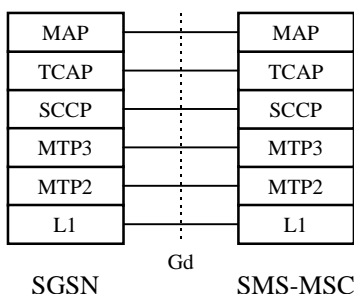 MAP MAP
TCAP TCAP
SCCP SCCP
MTP3 MTP3
MTP2 MTP2
L1 L1
Gd
SGSN SMS-MSC